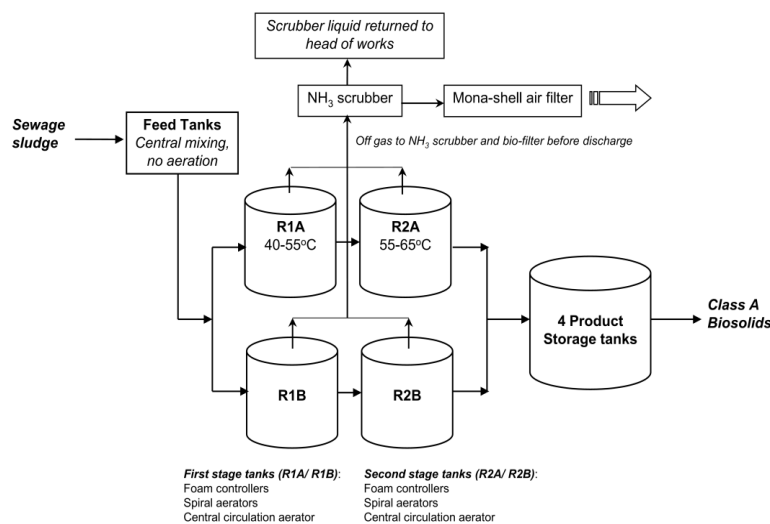 Scrubber liquid returned to
head of works
NH3 scrubber
Mona-shell air filter
Sewage
sludge
Feed Tanks
Central mixing,
no aeration
Off gas to NH3 scrubber and bio-filter before discharge
R1A
40-55oC
R2A
55-65oC
4 Product
Storage tanks
Class A
Biosolids
R1B
R2B
First stage tanks (R1A/ R1B):
Foam controllers
Spiral aerators
Central circulation aerator
Second stage tanks (R2A/ R2B):
Foam controllers
Spiral aerators
Central circulation aerator